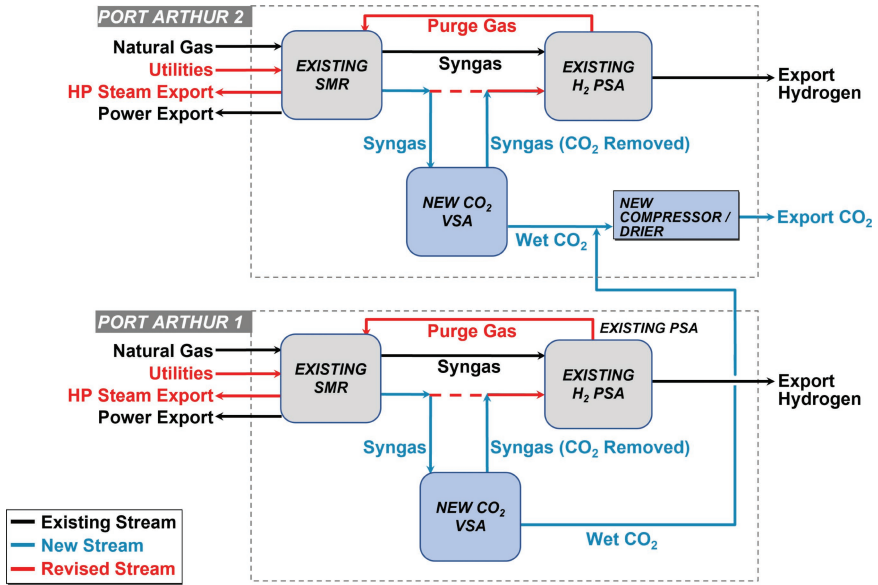 PORT ARTHUR 2
Purge Gas
Natural Gas
Utilities
HP Steam Export
Power Export
EXISTING
SMR
Syngas
EXISTING
H₂ PSA
Export
Hydrogen
Syngas
Syngas (CO₂ Removed)
NEW CO₂
VSA
Wet CO₂
NEW
COMPRESSOR /
DRIER
Export CO₂
PORT ARTHUR 1
Purge Gas
EXISTING PSA
Natural Gas
Utilities
HP Steam Export
Power Export
EXISTING
SMR
Syngas
EXISTING
H₂ PSA
Export
Hydrogen
Syngas
Syngas (CO₂ Removed)
NEW CO₂
VSA
Wet CO₂
Existing Stream
New Stream
Revised Stream